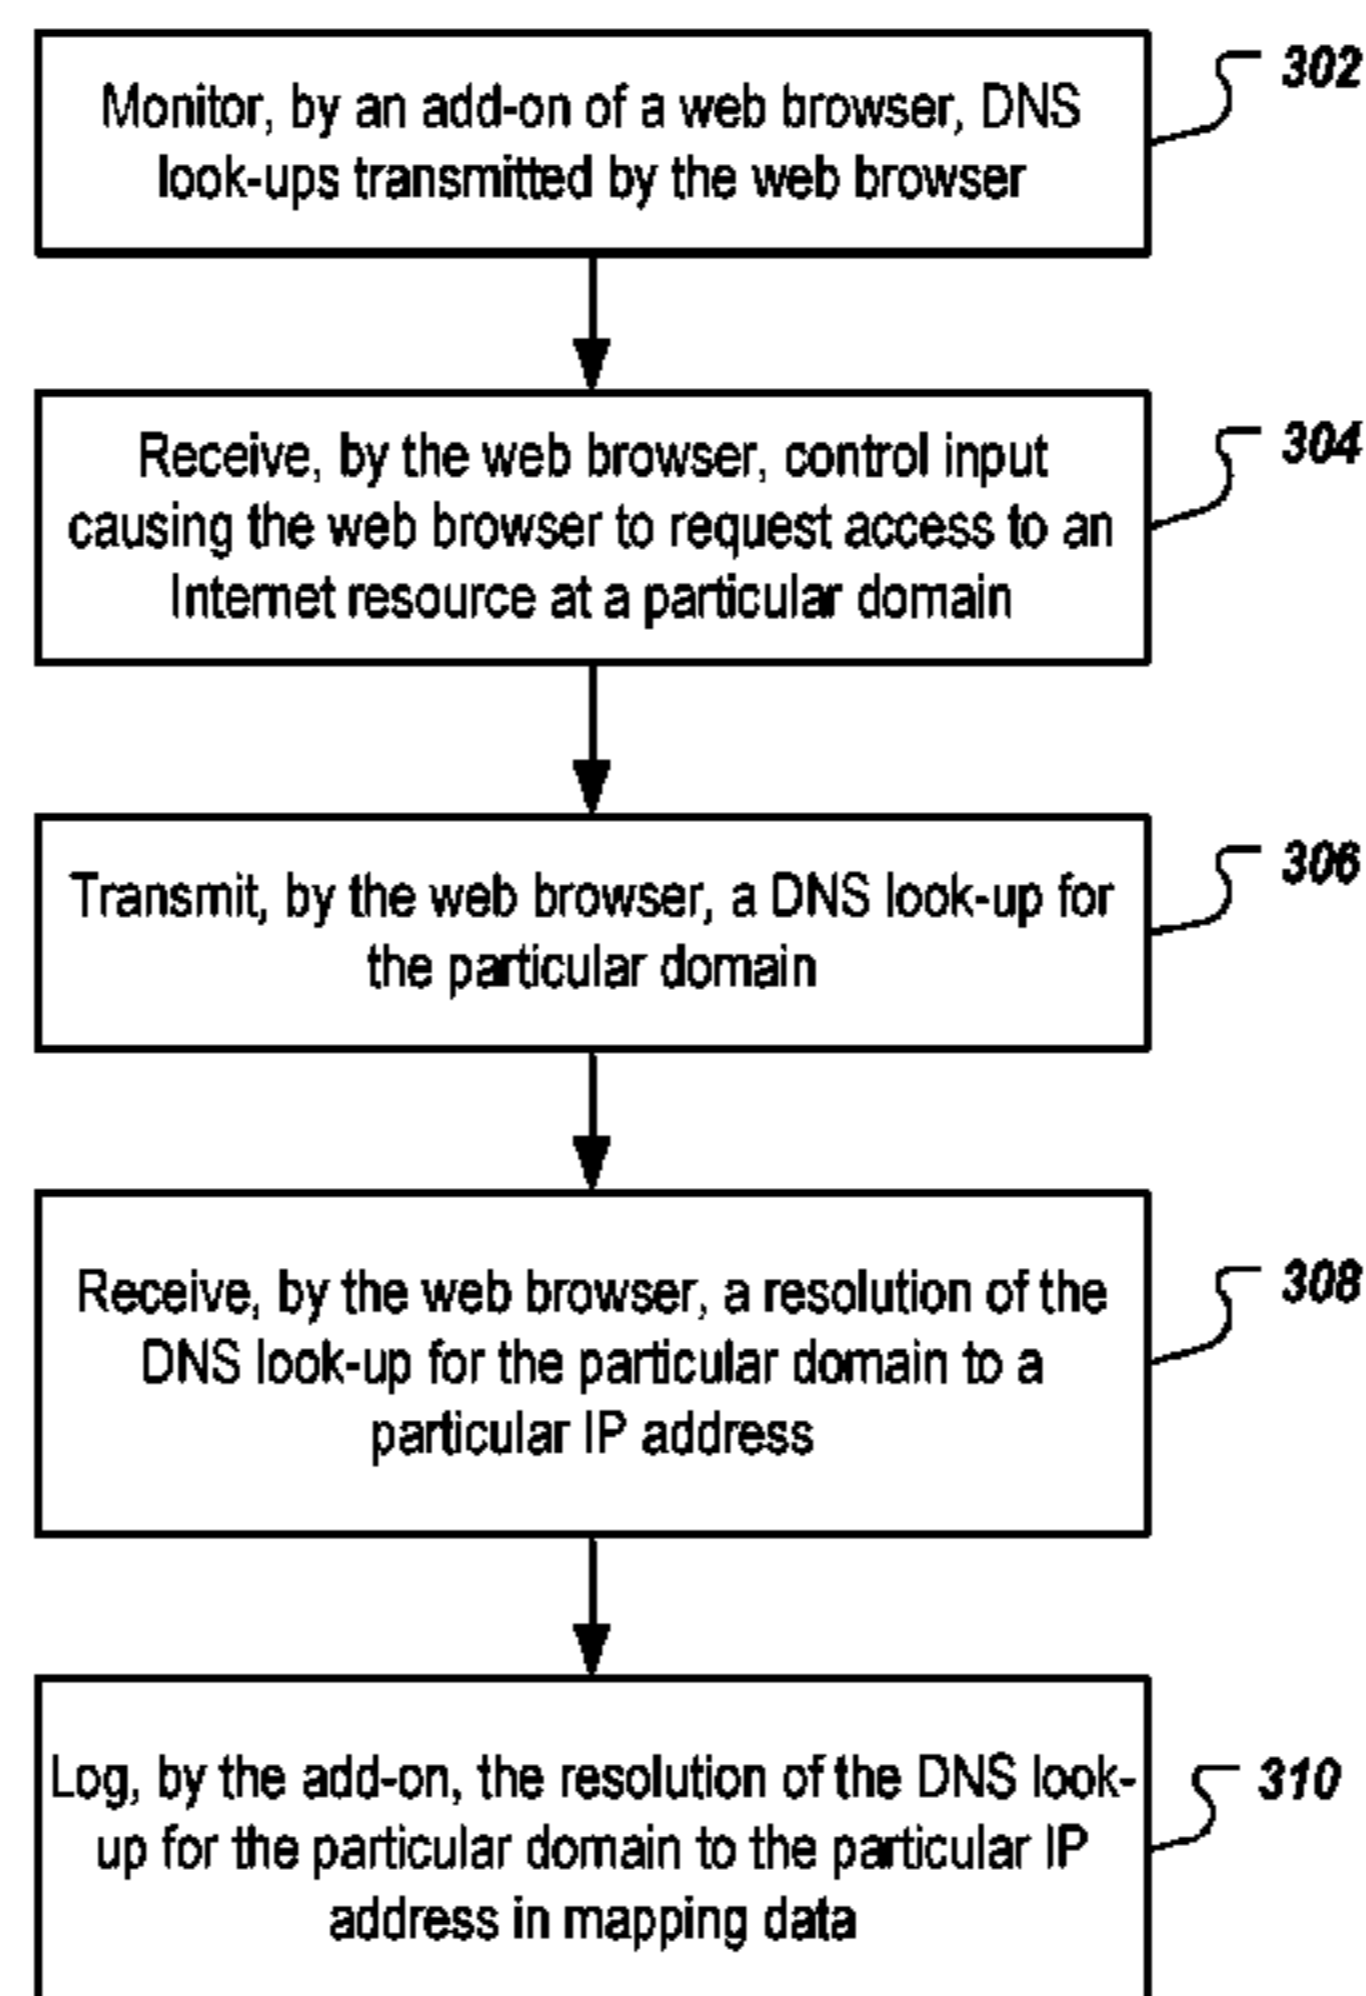 Monitor, by an add-on of a web browser, DNS
look-ups transmitted by the web browser
302
Receive, by the web browser, control input
causing the web browser to request access to an
Internet resource at a particular domain
304
Transmit, by the web browser, a DNS look-up for
the particular domain
306
Receive, by the web browser, a resolution of the
DNS look-up for the particular domain to a
particular IP address
308
Log, by the add-on, the resolution of the DNS look-
up for the particular domain to the particular IP
address in mapping data
310